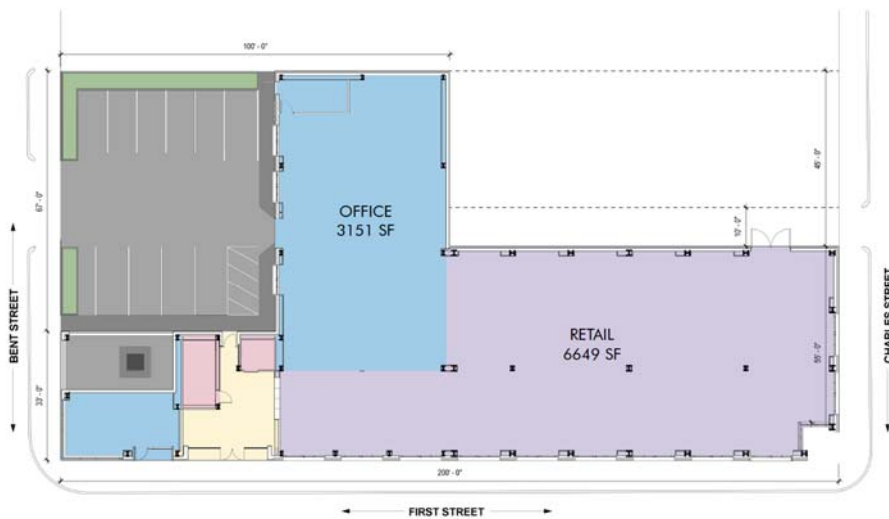 100'- 0"
67'- 0"
45'- 0"
OFFICE
3151 SF
10'- 0"
BENT STREET
CHARLES STREET
RETAIL
6649 SF
55'- 0"
33'- 0"
200'- 0"
FIRST STREET